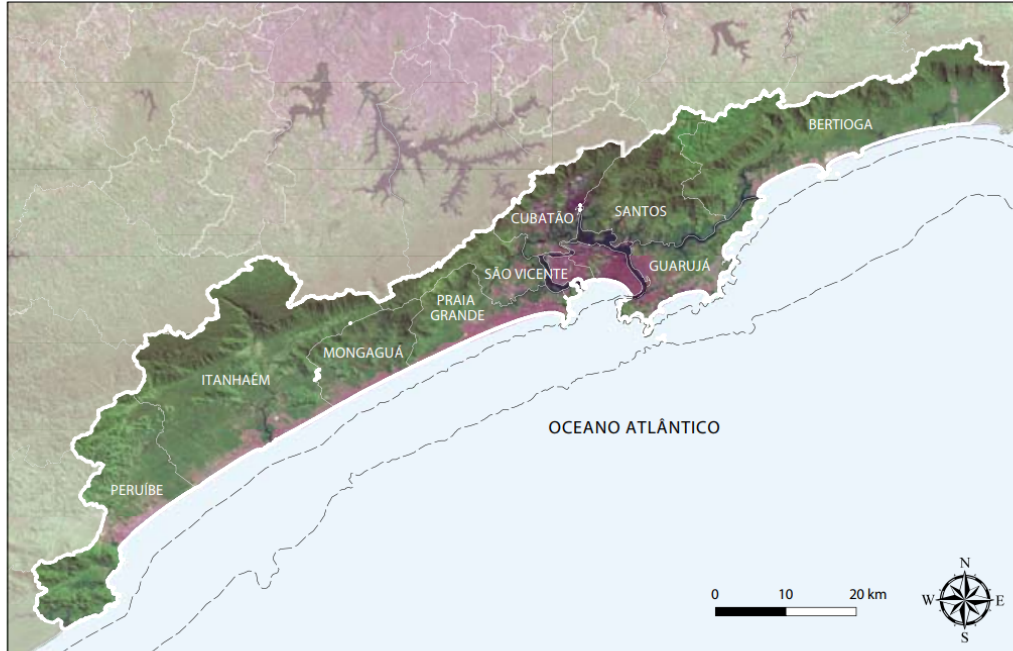 BERTIOGA
CUBATÃO
SANTOS
SÃO VICENTE
GUARUJÁ
PRAIA
GRANDE
MONGAGUÁ
ITANHAÉM
OCEANO ATLÂNTICO
PERUÍBE
0 10 20 km
N
W E
S